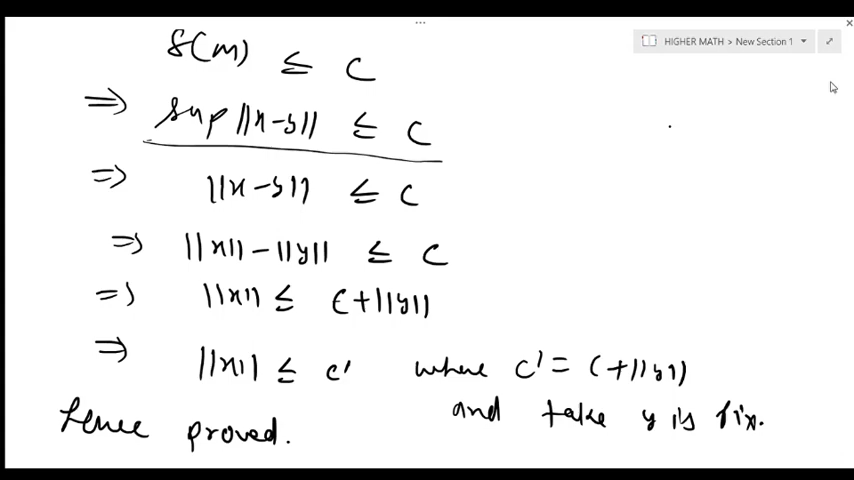 HIGHER MATH > New Section 1
δ(m) ≤ C
⇒ sup ||x-y|| ≤ C
⇒ ||x-y|| ≤ C
⇒ ||x|| - ||y|| ≤ C
⇒ ||x|| ≤ C+||y||
⇒ ||x|| ≤ C' where C' = C+||y||
and take y is fix.
hence proved.